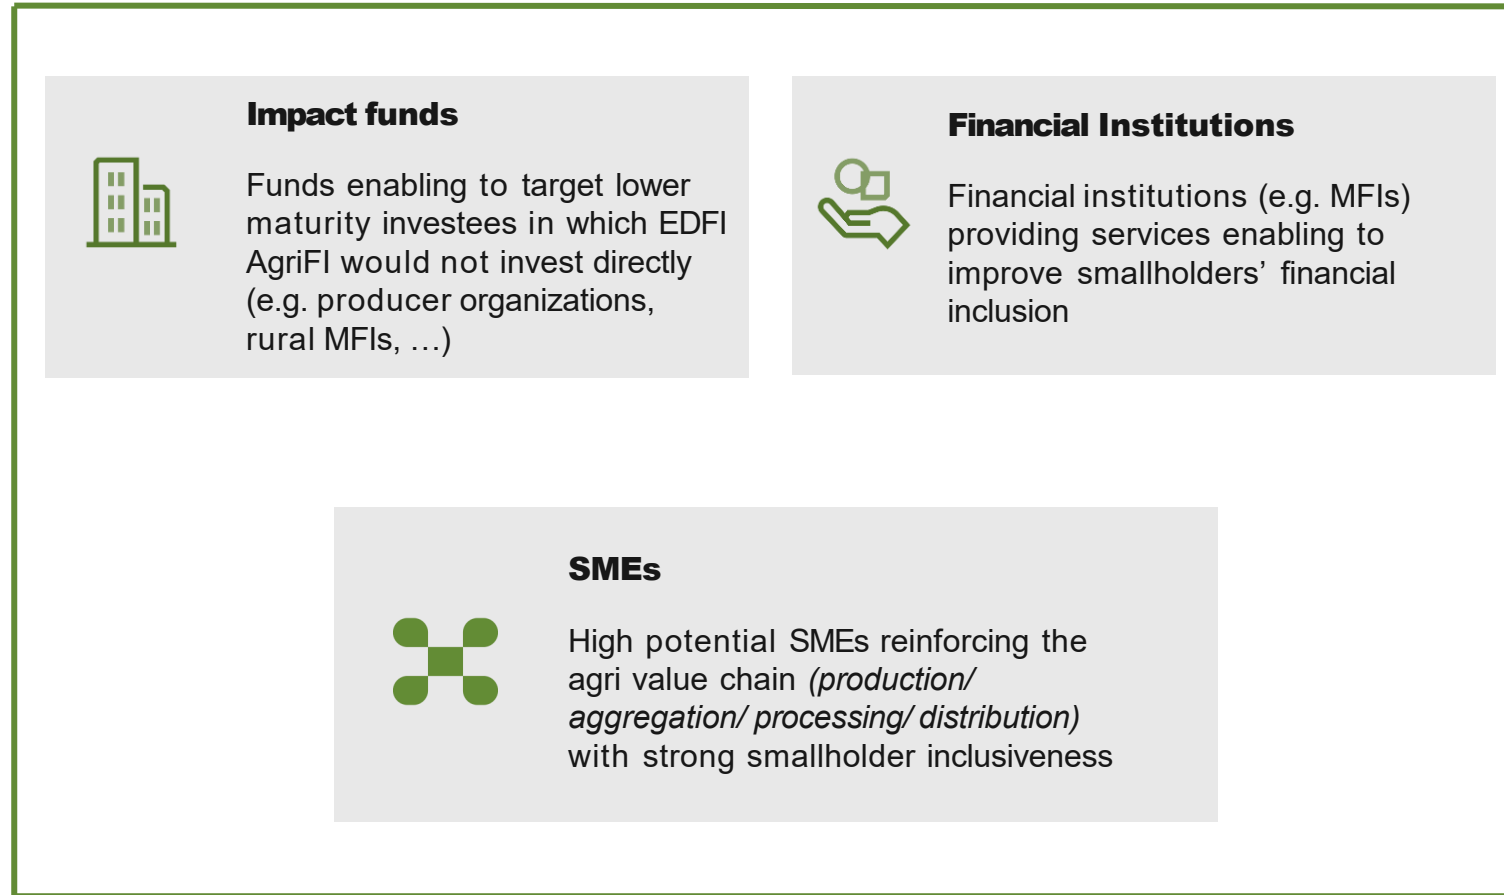 Impact funds
Funds enabling to target lower
maturity investees in which EDFI
AgriFI would not invest directly
(e.g. producer organizations,
rural MFIs, …)
Financial Institutions
Financial institutions (e.g. MFIs)
providing services enabling to
improve smallholders’ financial
inclusion
SMEs
High potential SMEs reinforcing the
agri value chain (production/
aggregation/ processing/ distribution)
with strong smallholder inclusiveness